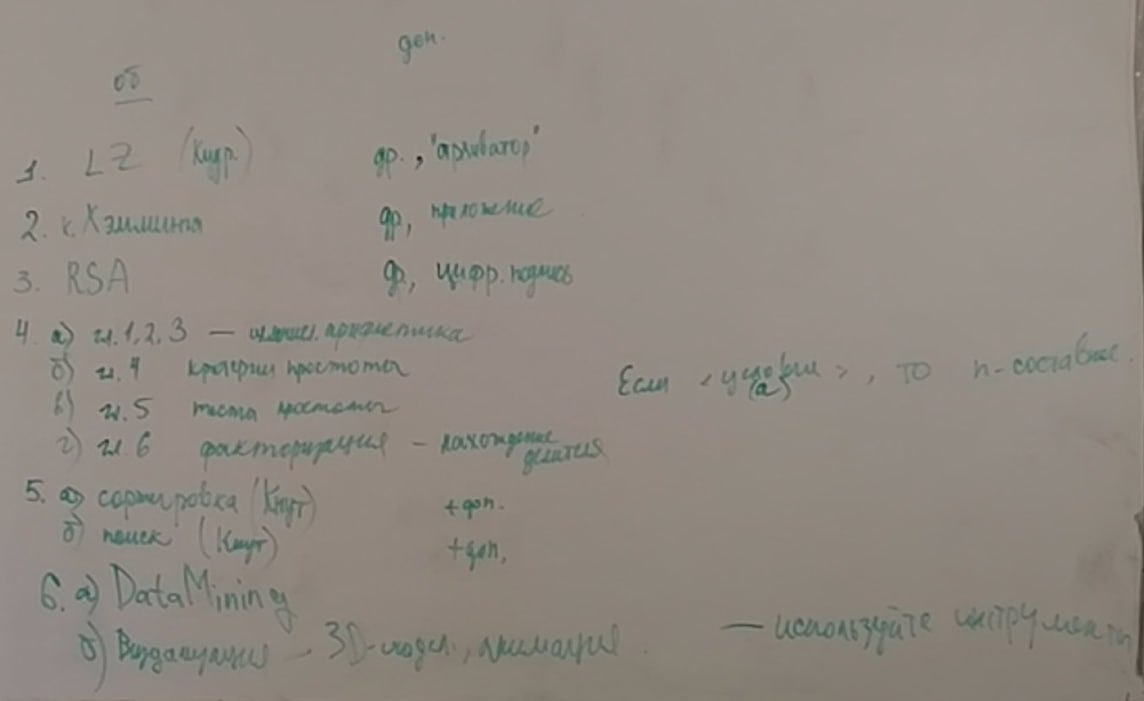 доп.
об
1. LZ (Кудр.) др., "архиватор"
2. к. Хэмминга др, приложение
3. RSA др, цифр. подпись
4. а) гл. 1, 2, 3 — арифметика
б) гл. 4 критерии простоты
Если <условие>, то n-составное.
(а)
в) гл. 5 тесты простоты
г) гл. 6 факторизация – нахождение
делителя
5. а) сортировка (Кнут) +доп.
б) поиск (Кнут) +доп.
6. а) DataMining
б) Визуализация – 3D-модел., анимация — используйте инструменты